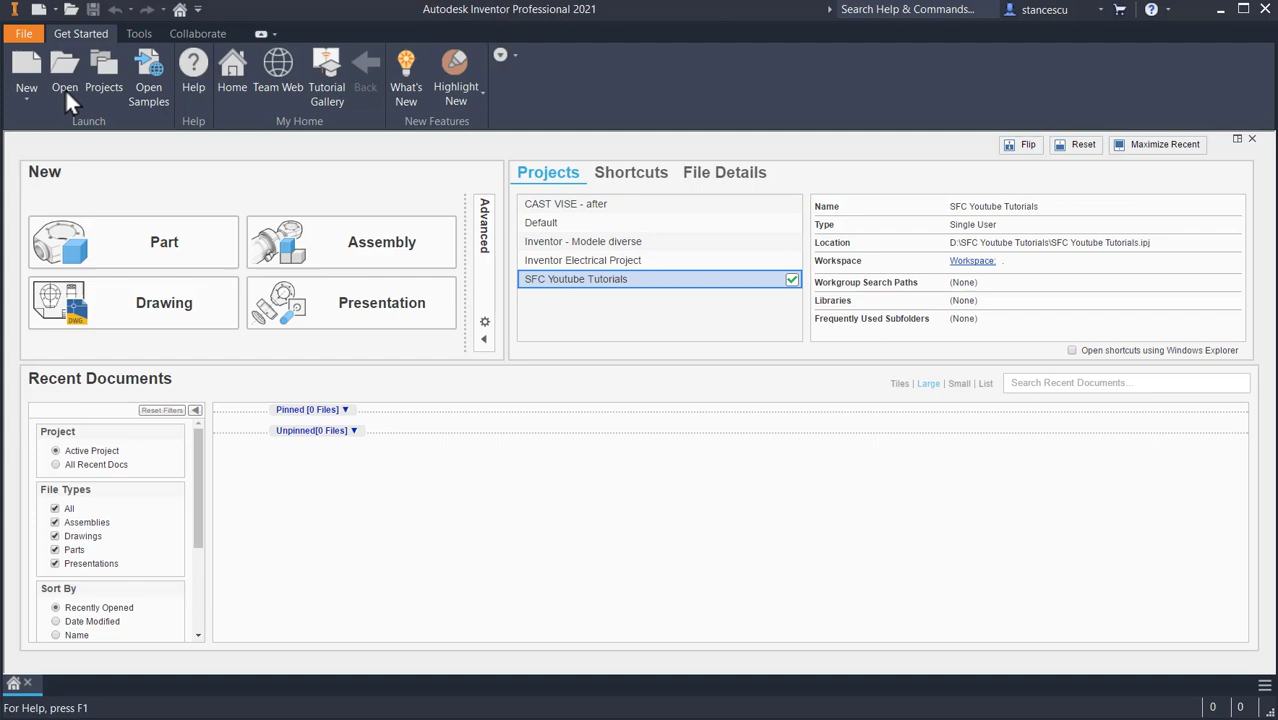 Autodesk Inventor Professional 2021
Search Help & Commands...
stancescu
File
Get Started
Tools
Collaborate
New
Open
Projects
Open
Samples
Help
Home
Team Web
Tutorial
Gallery
Back
What's
New
Highlight
New
Launch
Help
My Home
New Features
Flip
Reset
Maximize Recent
New
Part
Assembly
DWG
Drawing
Presentation
Advanced
Projects
Shortcuts
File Details
CAST VISE - after
Default
Inventor - Modele diverse
Inventor Electrical Project
SFC Youtube Tutorials
Name SFC Youtube Tutorials
Type Single User
Location D:\SFC Youtube Tutorials\SFC Youtube Tutorials.ipj
Workspace Workspace: .
Workgroup Search Paths (None)
Libraries (None)
Frequently Used Subfolders (None)
Open shortcuts using Windows Explorer
Recent Documents
Tiles | Large | Small | List
Search Recent Documents...
Reset Filters
Project
Active Project
All Recent Docs
File Types
All
Assemblies
Drawings
Parts
Presentations
Sort By
Recently Opened
Date Modified
Name
Pinned [0 Files] ▼
Unpinned[0 Files] ▼
For Help, press F1
0 0